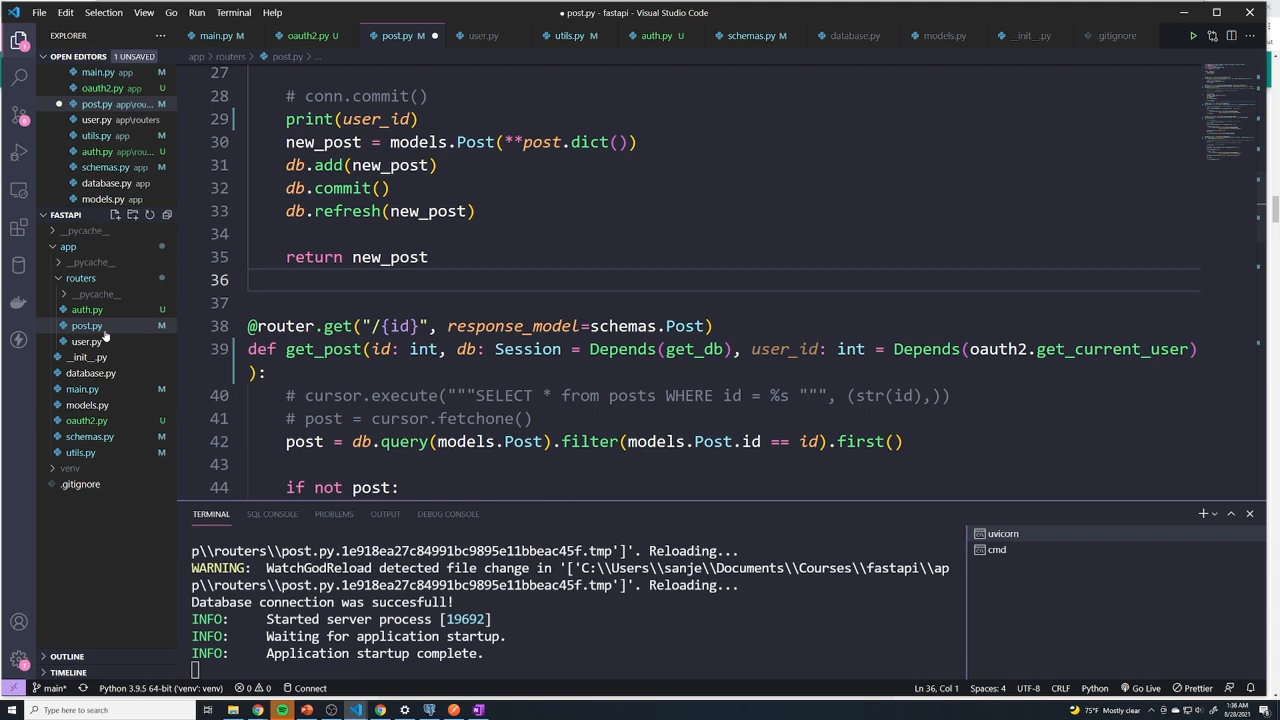 File Edit Selection View Go Run Terminal Help
● post.py - fastapi - Visual Studio Code
EXPLORER
main.py M
oauth2.py U
post.py M
user.py
utils.py M
auth.py U
schemas.py M
database.py
models.py
__init__.py
.gitignore
OPEN EDITORS 1 UNSAVED
main.py app M
oauth2.py app U
post.py app\rou... M
user.py app\routers
utils.py app M
auth.py app\rou... U
schemas.py app M
database.py app
models.py app
FASTAPI
__pycache__
app
__pycache__
routers
__pycache__
auth.py U
post.py M
user.py
__init__.py
database.py
main.py M
models.py
oauth2.py U
schemas.py M
utils.py M
venv
.gitignore
OUTLINE
TIMELINE
app > routers > post.py > ...
27
28 # conn.commit()
29 print(user_id)
30 new_post = models.Post(**post.dict())
31 db.add(new_post)
32 db.commit()
33 db.refresh(new_post)
34
35 return new_post
36
37
38 @router.get("/{id}", response_model=schemas.Post)
39 def get_post(id: int, db: Session = Depends(get_db), user_id: int = Depends(oauth2.get_current_user)
):
40 # cursor.execute("""SELECT * from posts WHERE id = %s """, (str(id),))
41 # post = cursor.fetchone()
42 post = db.query(models.Post).filter(models.Post.id == id).first()
43
44 if not post:
TERMINAL SQL CONSOLE PROBLEMS OUTPUT DEBUG CONSOLE
p\\routers\\post.py.1e918ea27c84991bc9895e11bbeac45f.tmp']'. Reloading...
WARNING: WatchGodReload detected file change in '['C:\\Users\\sanje\\Documents\\Courses\\fastapi\\ap
p\\routers\\post.py.1e918ea27c84991bc9895e11bbeac45f.tmp']'. Reloading...
Database connection was succesfull!
INFO: Started server process [19692]
INFO: Waiting for application startup.
INFO: Application startup complete.
uvicorn
cmd
main* Python 3.9.5 64-bit ('venv': venv) 0 0 Connect
Ln 36, Col 1 Spaces: 4 UTF-8 CRLF Python Go Live Prettier
Type here to search
75°F Mostly clear
1:36 AM
8/28/2021